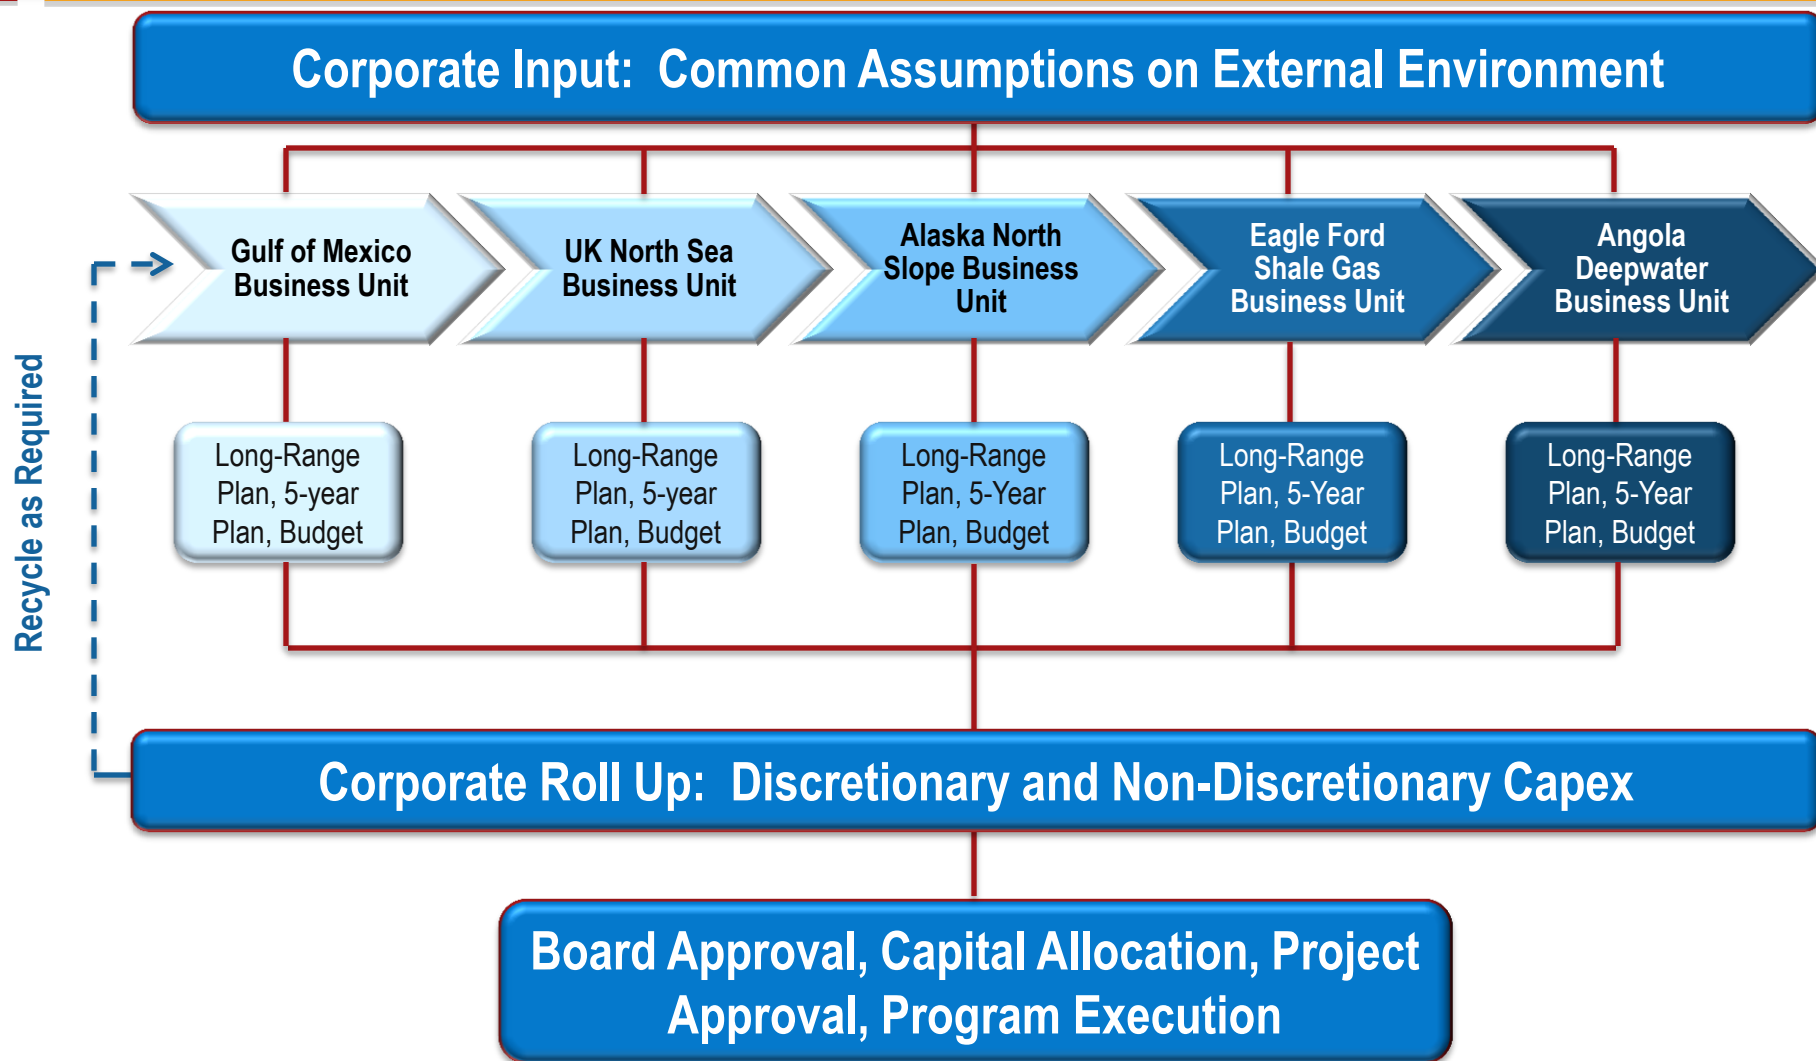 Corporate Input: Common Assumptions on External Environment
Gulf of Mexico
Business Unit
UK North Sea
Business Unit
Alaska North
Slope Business
Unit
Eagle Ford
Shale Gas
Business Unit
Angola
Deepwater
Business Unit
Recycle as Required
Long-Range
Plan, 5-year
Plan, Budget
Long-Range
Plan, 5-year
Plan, Budget
Long-Range
Plan, 5-Year
Plan, Budget
Long-Range
Plan, 5-Year
Plan, Budget
Long-Range
Plan, 5-Year
Plan, Budget
Corporate Roll Up: Discretionary and Non-Discretionary Capex
Board Approval, Capital Allocation, Project
Approval, Program Execution